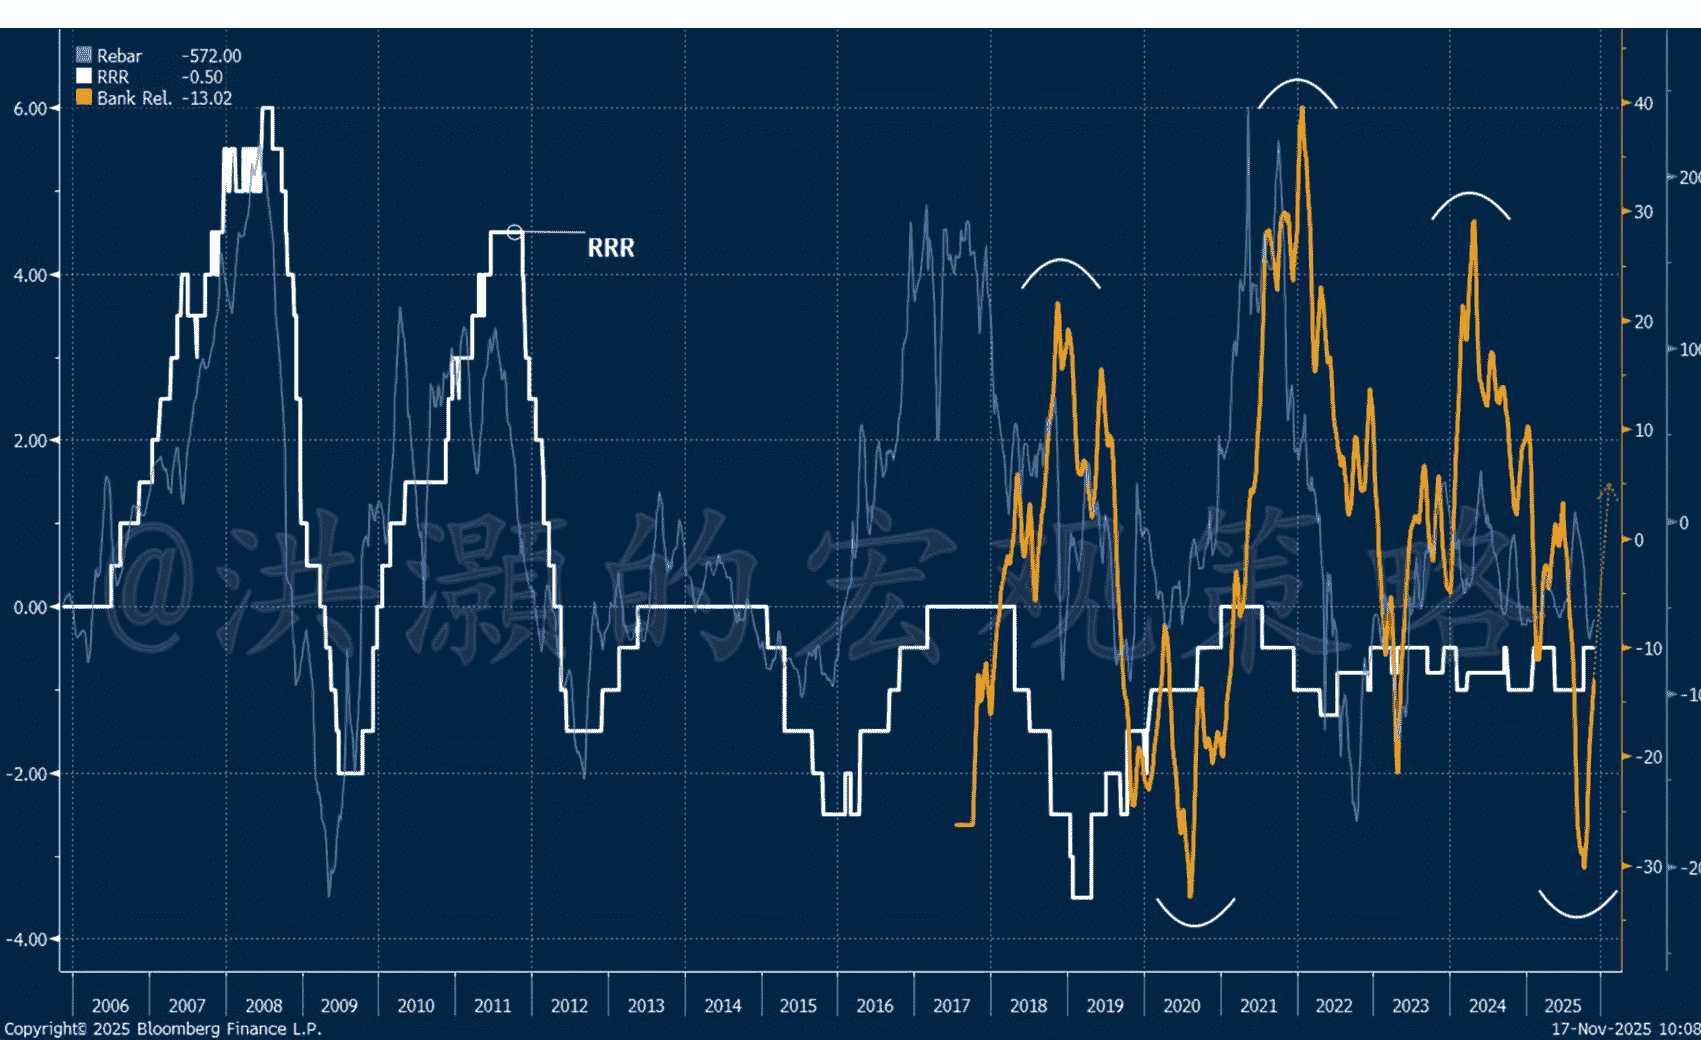 Rebar -572.00
RRR -0.50
Bank Rel. -13.02
6.00
4.00
2.00
0.00
-2.00
-4.00
RRR
@洪灝的宏观策略
40
30
20
10
0
-10
-20
-30
0
2006 2007 2008 2009 2010 2011 2012 2013 2014 2015 2016 2017 2018 2019 2020 2021 2022 2023 2024 2025
Copyright© 2025 Bloomberg Finance L.P.
17-Nov-2025 10:08